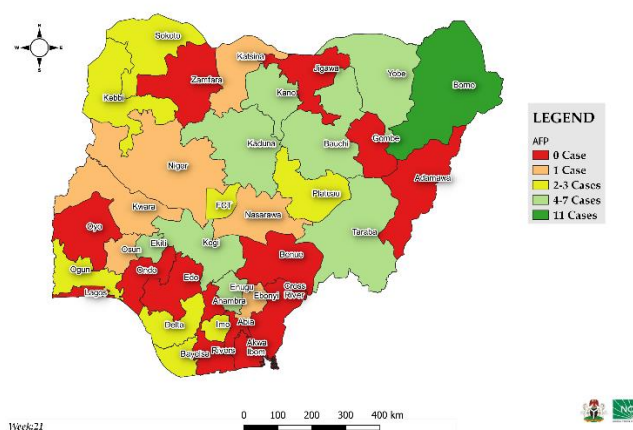 N
W E
S
Sokoto
Katsina
Jigawa
Yobe
Borno
Zamfara
Kebbi
Kano
Gombe
Kaduna
Bauchi
Adamawa
Niger
Plateau
FCT
Kwara
Nasarawa
Taraba
Oyo
Osun
Ekiti
Kogi
Benue
Ogun
Ondo
Edo
Enugu
Lagos
Anambra
Ebonyi
Cross
River
Delta
Imo
Abia
Bayelsa
Rivers
Akwa
Ibom
LEGEND
AFP
0 Case
1 Case
2-3 Cases
4-7 Cases
11 Cases
Week:21
0 100 200 300 400 km